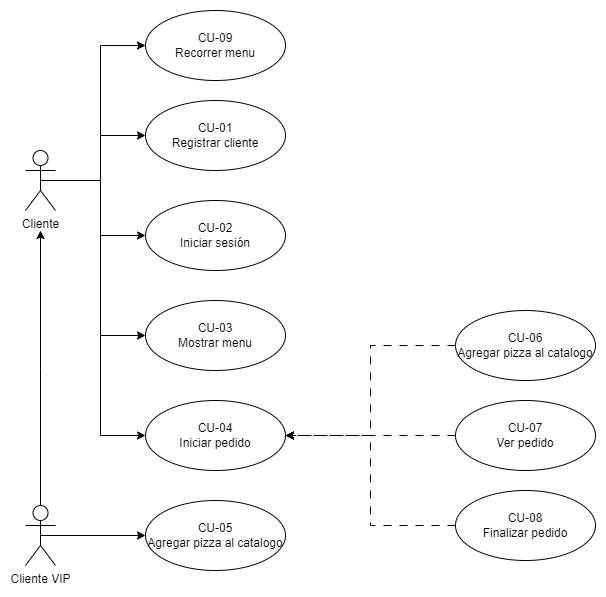 CU-09
Recorrer menu
CU-01
Registrar cliente
Cliente
CU-02
Iniciar sesión
CU-03
Mostrar menu
CU-06
Agregar pizza al catalogo
CU-04
Iniciar pedido
CU-07
Ver pedido
CU-05
Agregar pizza al catalogo
CU-08
Finalizar pedido
Cliente VIP